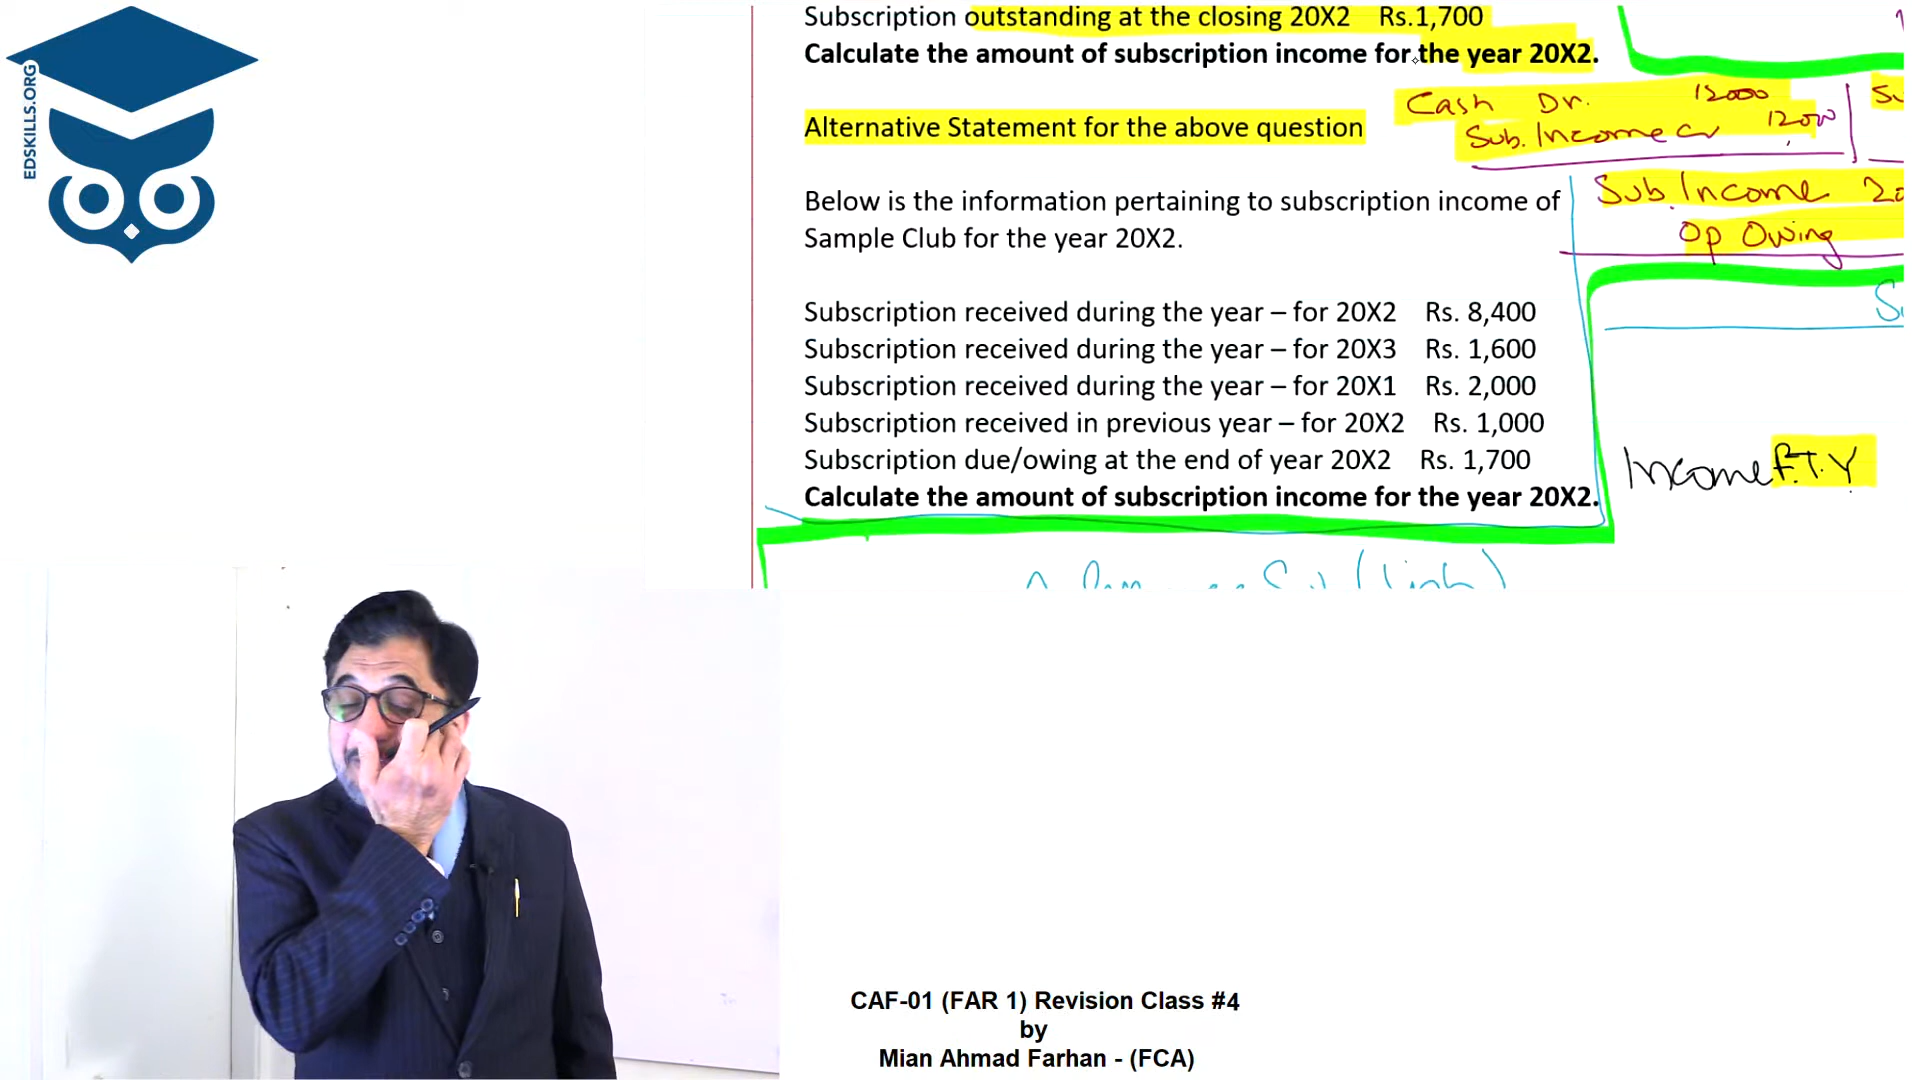 EDSKILLS.ORG
Subscription outstanding at the closing 20X2 Rs.1,700
Calculate the amount of subscription income for the year 20X2.
Cash Dr. 12000
Sub. Income Cr 12000
Alternative Statement for the above question
Sub. Income
Op Owing
Below is the information pertaining to subscription income of
Sample Club for the year 20X2.
Subscription received during the year – for 20X2 Rs. 8,400
Subscription received during the year – for 20X3 Rs. 1,600
Subscription received during the year – for 20X1 Rs. 2,000
Subscription received in previous year – for 20X2 Rs. 1,000
Subscription due/owing at the end of year 20X2 Rs. 1,700
Calculate the amount of subscription income for the year 20X2.
Income F.T.Y
CAF-01 (FAR 1) Revision Class #4
by
Mian Ahmad Farhan - (FCA)